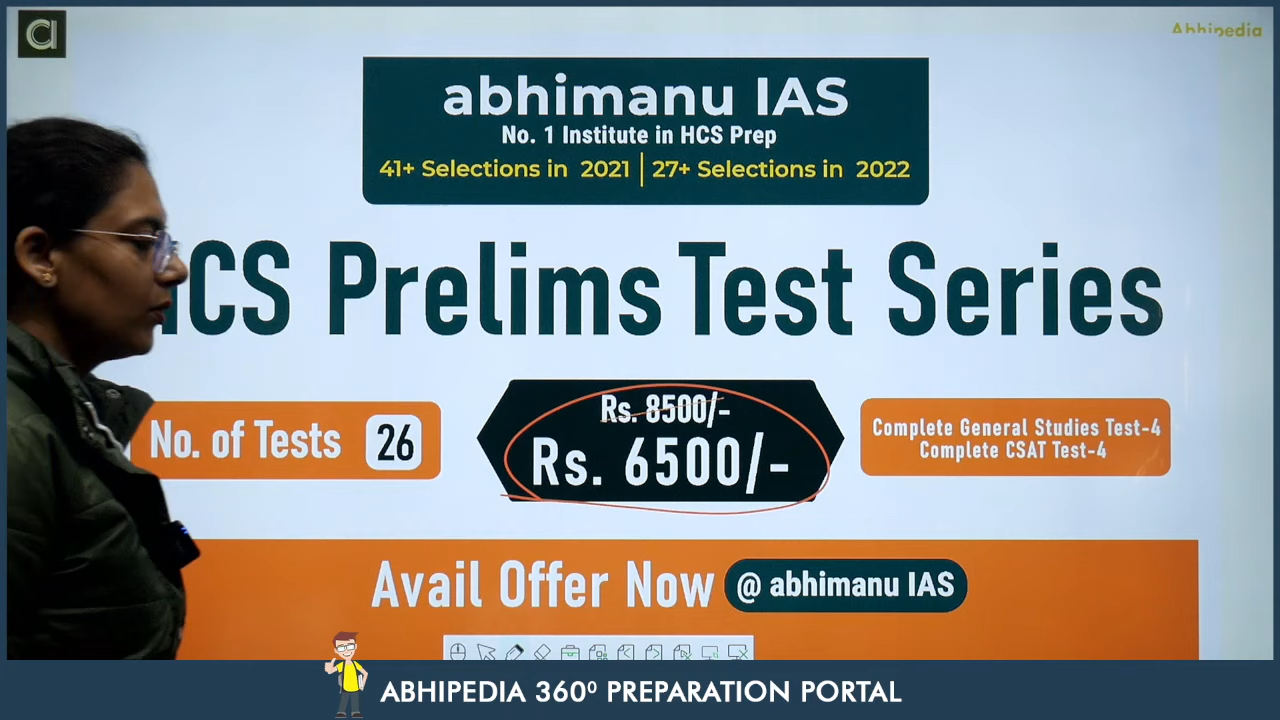 Abhipedia
abhimanu IAS
No. 1 Institute in HCS Prep
41+ Selections in 2021 | 27+ Selections in 2022
HCS Prelims Test Series
No. of Tests 26
Rs. 8500/-
Rs. 6500/-
Complete General Studies Test-4
Complete CSAT Test-4
Avail Offer Now @ abhimanu IAS
ABHIPEDIA 360⁰ PREPARATION PORTAL